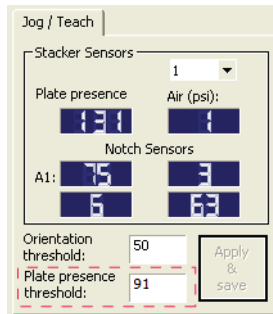 Jog / Teach
Stacker Sensors
1
Plate presence Air (psi):
131 1
Notch Sensors
A1: 75 3
6 63
Orientation threshold: 50
Plate presence threshold: 91
Apply & save